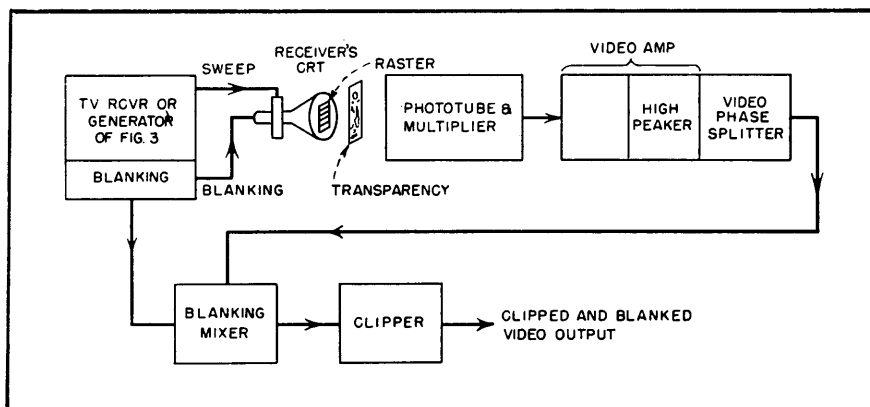 VIDEO AMP
RECEIVER'S
CRT
SWEEP
RASTER
TV RCVR OR
GENERATOR
OF FIG. 3
BLANKING
BLANKING
TRANSPARENCY
PHOTOTUBE &
MULTIPLIER
HIGH
PEAKER
VIDEO
PHASE
SPLITTER
BLANKING
MIXER
CLIPPER
CLIPPED AND BLANKED
VIDEO OUTPUT